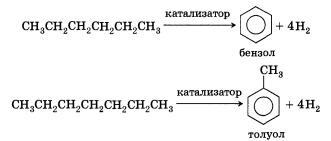 катализатор
CH₃CH₂CH₂CH₂CH₂CH₃ → + 4H₂
бензол
CH₃
катализатор
CH₃CH₂CH₂CH₂CH₂CH₂CH₃ → + 4H₂
толуол